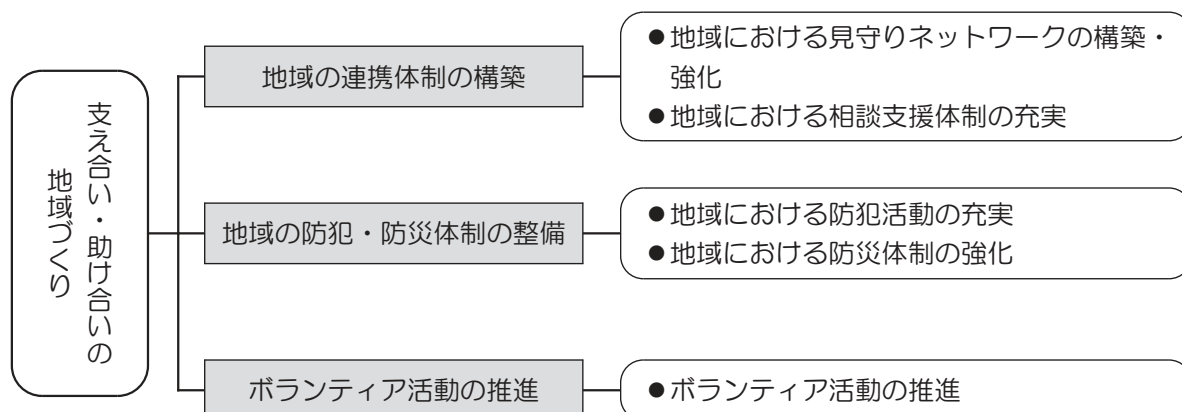 支え合い・助け合いの
地域づくり
地域の連携体制の構築
●地域における見守りネットワークの構築・
強化
●地域における相談支援体制の充実
地域の防犯・防災体制の整備
●地域における防犯活動の充実
●地域における防災体制の強化
ボランティア活動の推進
●ボランティア活動の推進